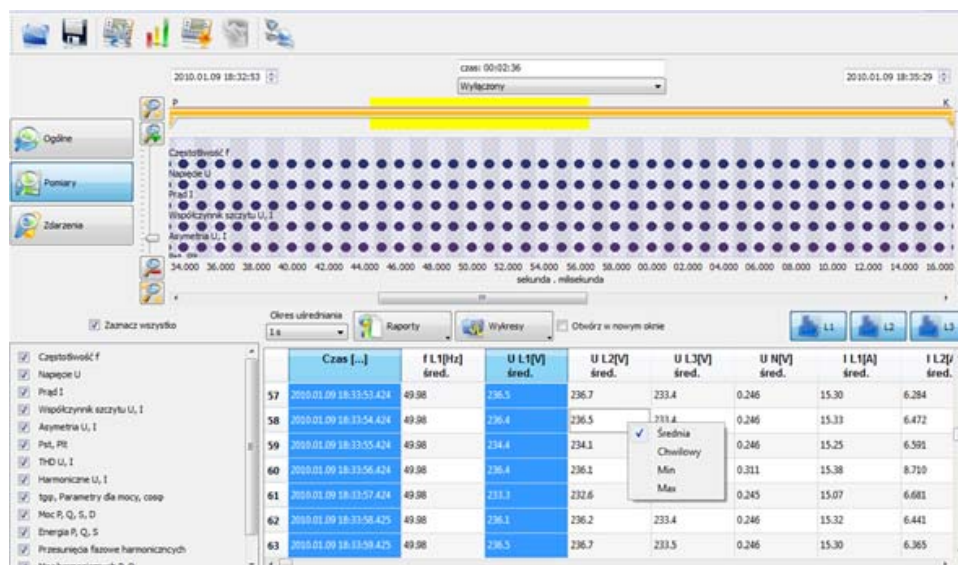 czas: 00:02:36
2010.01.09 18:32:53
Wyłączony
2010.01.09 18:35:29
P
K
Ogólne
Pomiary
Zdarzenia
Częstotliwość f
Napięcie U
Prąd I
Współczynnik szczytu U, I
Asymetria U, I
34.000 36.000 38.000 40.000 42.000 44.000 46.000 48.000 50.000 52.000 54.000 56.000 58.000 00.000 02.000 04.000 06.000 08.000 10.000 12.000 14.000 16.000
sekunda . milisekunda
Zaznacz wszystko
Okres uśredniania
1 s
Raporty
Wykresy
Otwórz w nowym oknie
L1
L2
L3
Częstotliwość f
Napięcie U
Prąd I
Współczynnik szczytu U, I
Asymetria U, I
Pst, Plt
THD U, I
Harmoniczne U, I
tgφ, Parametry dla mocy, cosφ
Moc P, Q, S, D
Energia P, Q, S
Przesunięcia fazowe harmonicznych
Czas [...] f L1[Hz] U L1[V] U L2[V] U L3[V] U N[V] I L1[A] I L2[A
śred. śred. śred. śred. śred. śred. śred.
57 2010.01.09 18:33:53.424 49.98 236.5 236.7 233.4 0.246 15.30 6.284
58 2010.01.09 18:33:54.424 49.98 236.4 236.5 233.4 0.246 15.33 6.472
59 2010.01.09 18:33:55.424 49.98 234.4 234.1 0.246 15.25 6.591
60 2010.01.09 18:33:56.424 49.98 236.4 236.1 0.311 15.38 8.710
61 2010.01.09 18:33:57.424 49.98 233.3 232.6 0.245 15.07 6.681
62 2010.01.09 18:33:58.425 49.98 236.1 236.2 233.4 0.246 15.32 6.441
63 2010.01.09 18:33:59.425 49.98 236.5 236.7 233.5 0.246 15.30 6.365
Średnia
Chwilowy
Min
Max